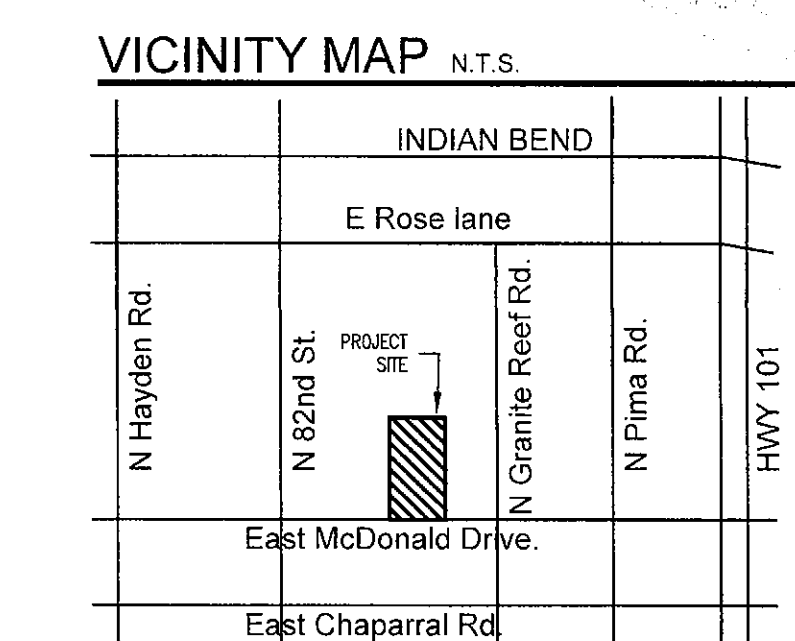 VICINITY MAP N.T.S.
INDIAN BEND
E Rose lane
N Hayden Rd.
N 82nd St.
PROJECT
SITE
N Granite Reef Rd.
N Pima Rd.
HWY 101
East McDonald Drive.
East Chaparral Rd.